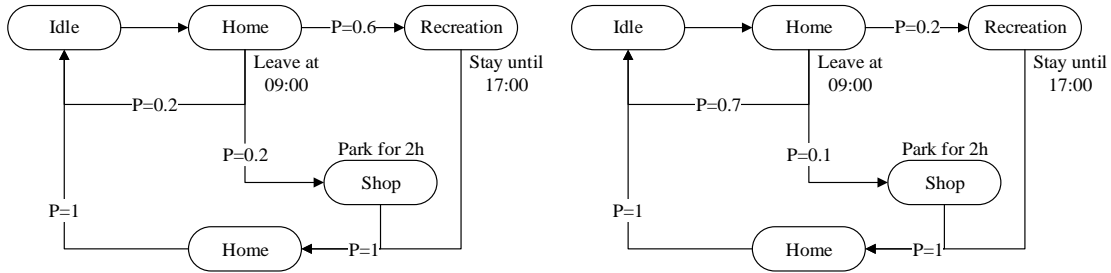 Idle
Home
P=0.6
Recreation
Leave at
09:00
Stay until
17:00
P=0.2
P=0.2
Park for 2h
Shop
P=1
Home
P=1
Idle
Home
P=0.2
Recreation
Leave at
09:00
Stay until
17:00
P=0.7
P=0.1
Park for 2h
Shop
P=1
Home
P=1